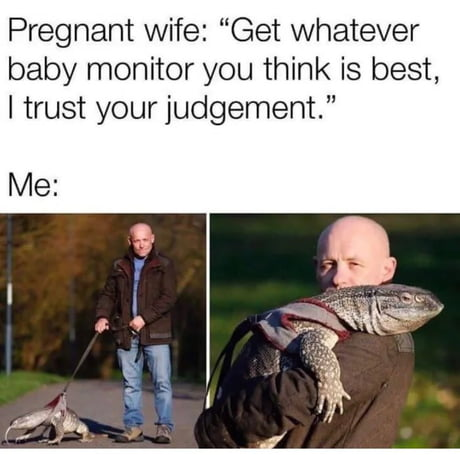 Pregnant wife: “Get whatever
baby monitor you think is best,
I trust your judgement.”
Me: